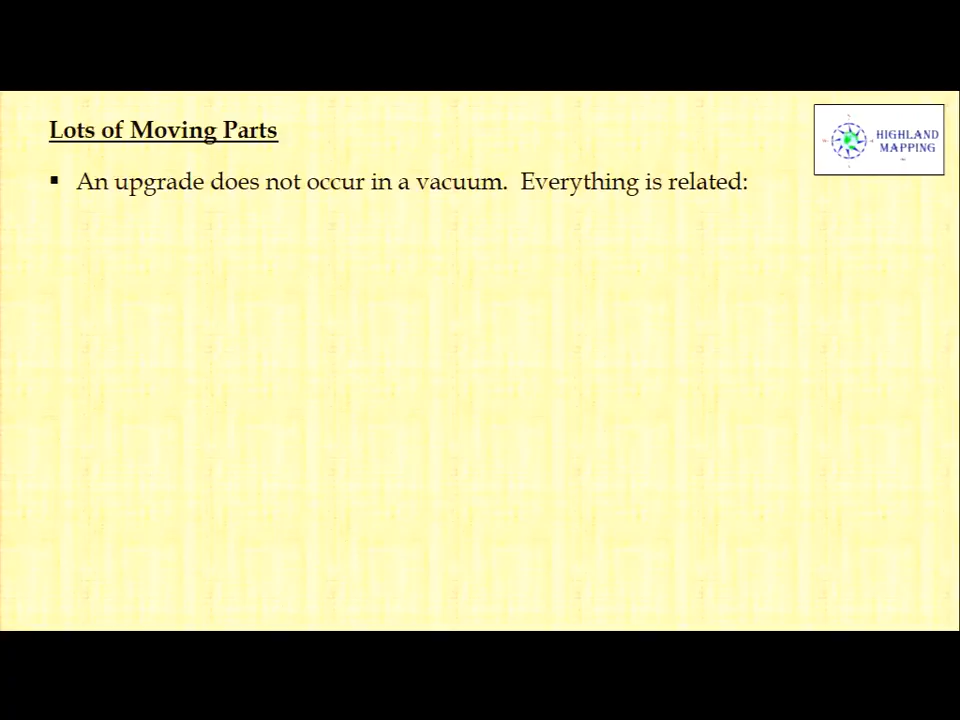 Lots of Moving Parts
HIGHLAND
MAPPING
▪ An upgrade does not occur in a vacuum.  Everything is related: